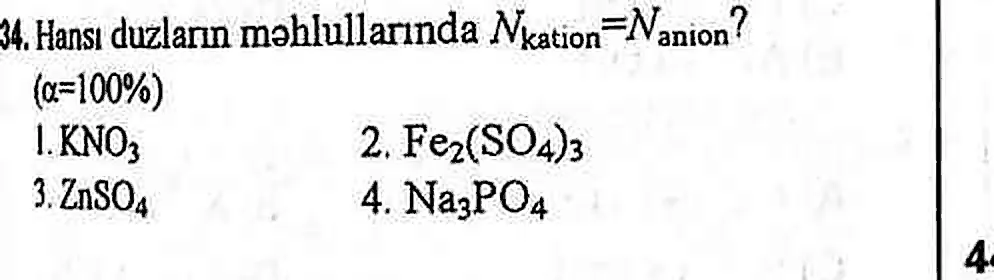 34. Hansı duzların məhlullarında Nkation=Nanion?
(α=100%)
1. KNO₃ 2. Fe₂(SO₄)₃
3. ZnSO₄ 4. Na₃PO₄
4